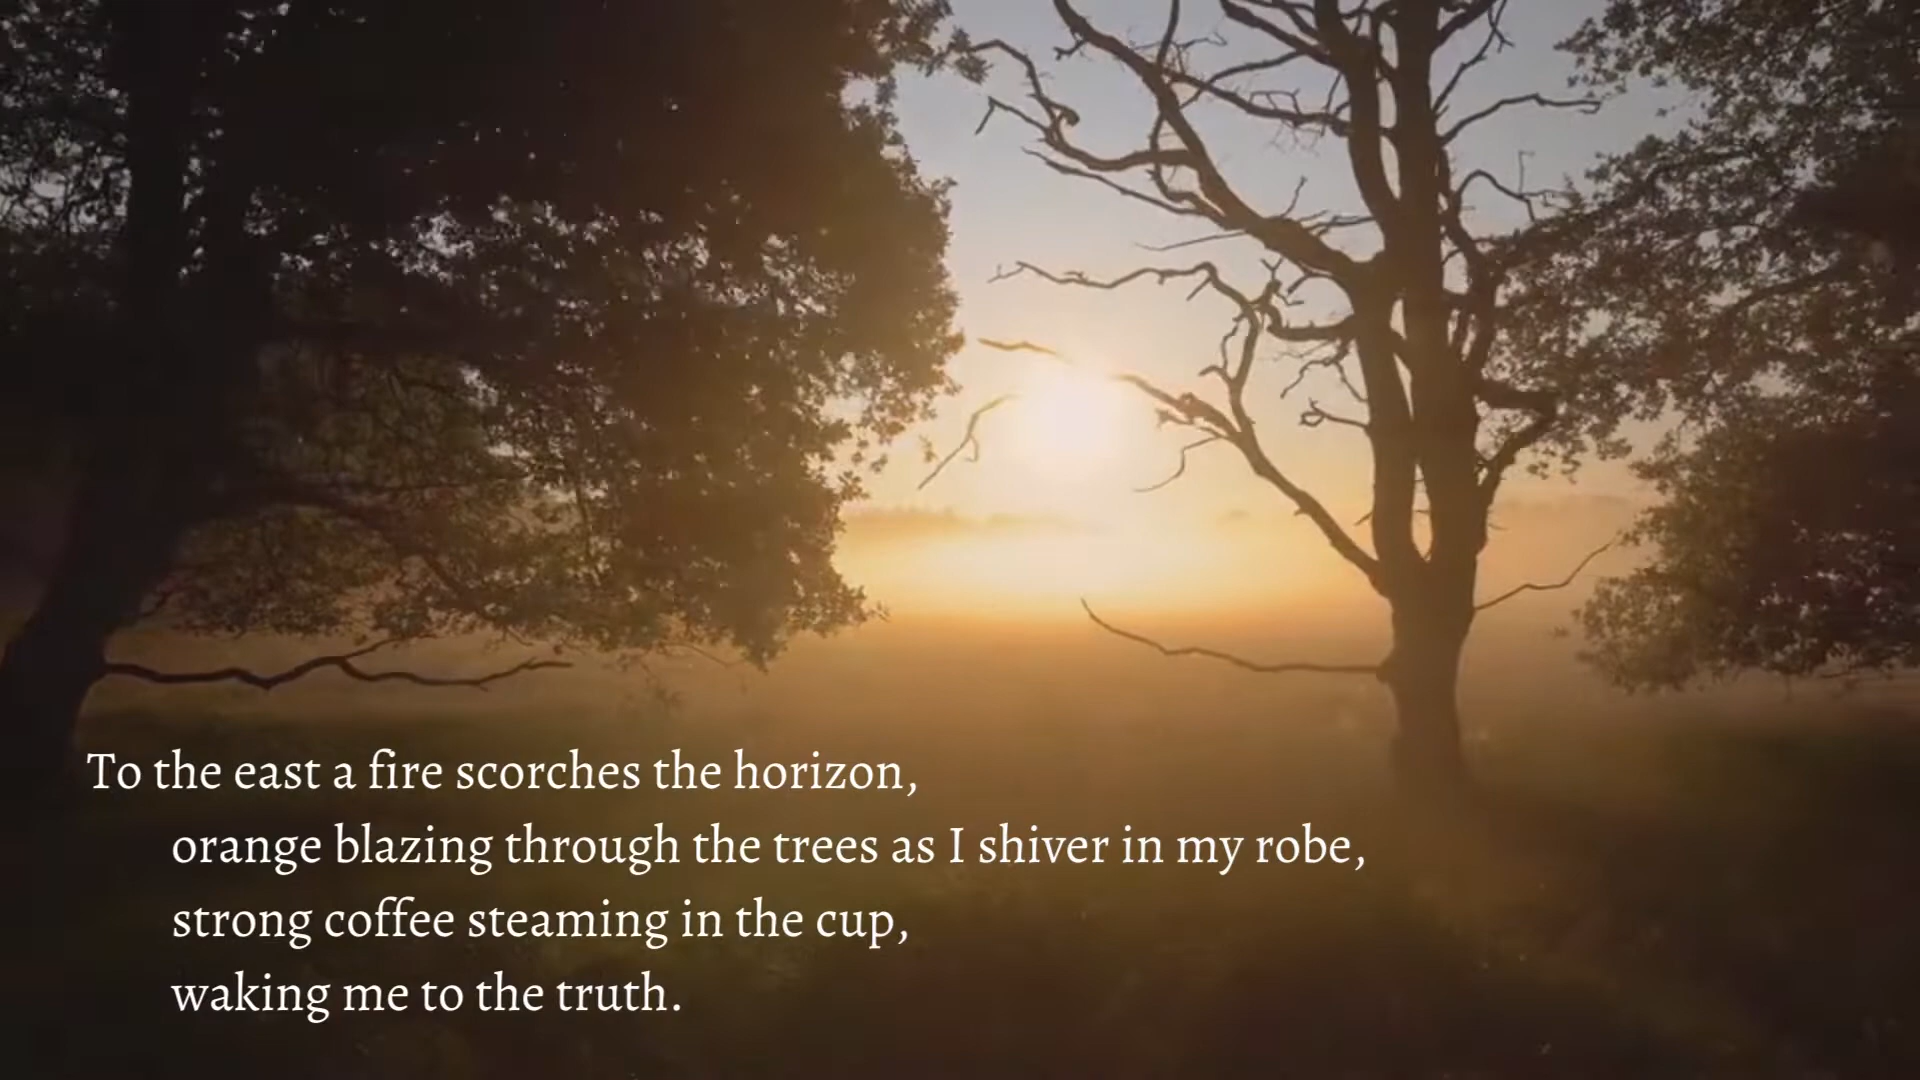 To the east a fire scorches the horizon,
orange blazing through the trees as I shiver in my robe,
strong coffee steaming in the cup,
waking me to the truth.